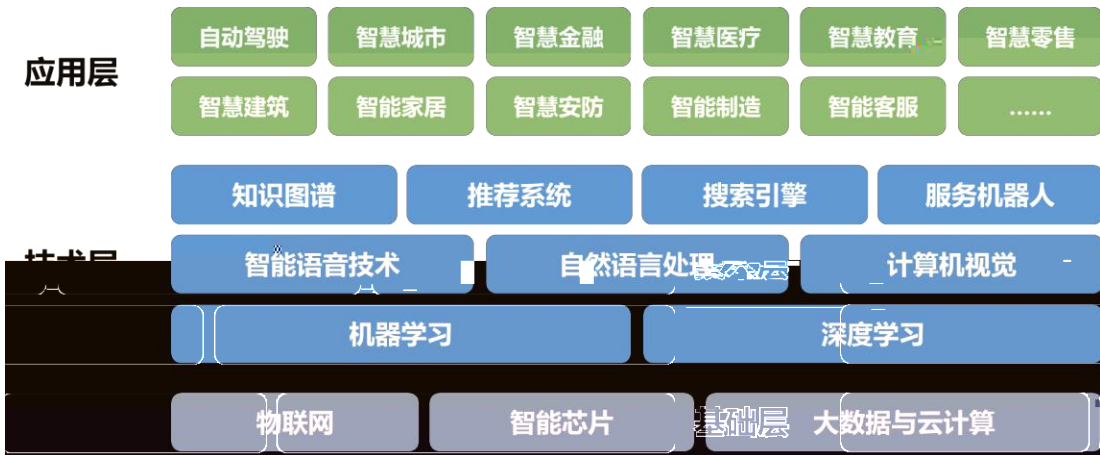 自动驾驶 智慧城市 智慧金融 智慧医疗 智慧教育 智慧零售
应用层
智慧建筑 智能家居 智慧安防 智能制造 智能客服 ……
知识图谱 推荐系统 搜索引擎 服务机器人
技术层
智能语音技术 自然语言处理 计算机视觉
机器学习 深度学习
物联网 智能芯片 基础层 大数据与云计算